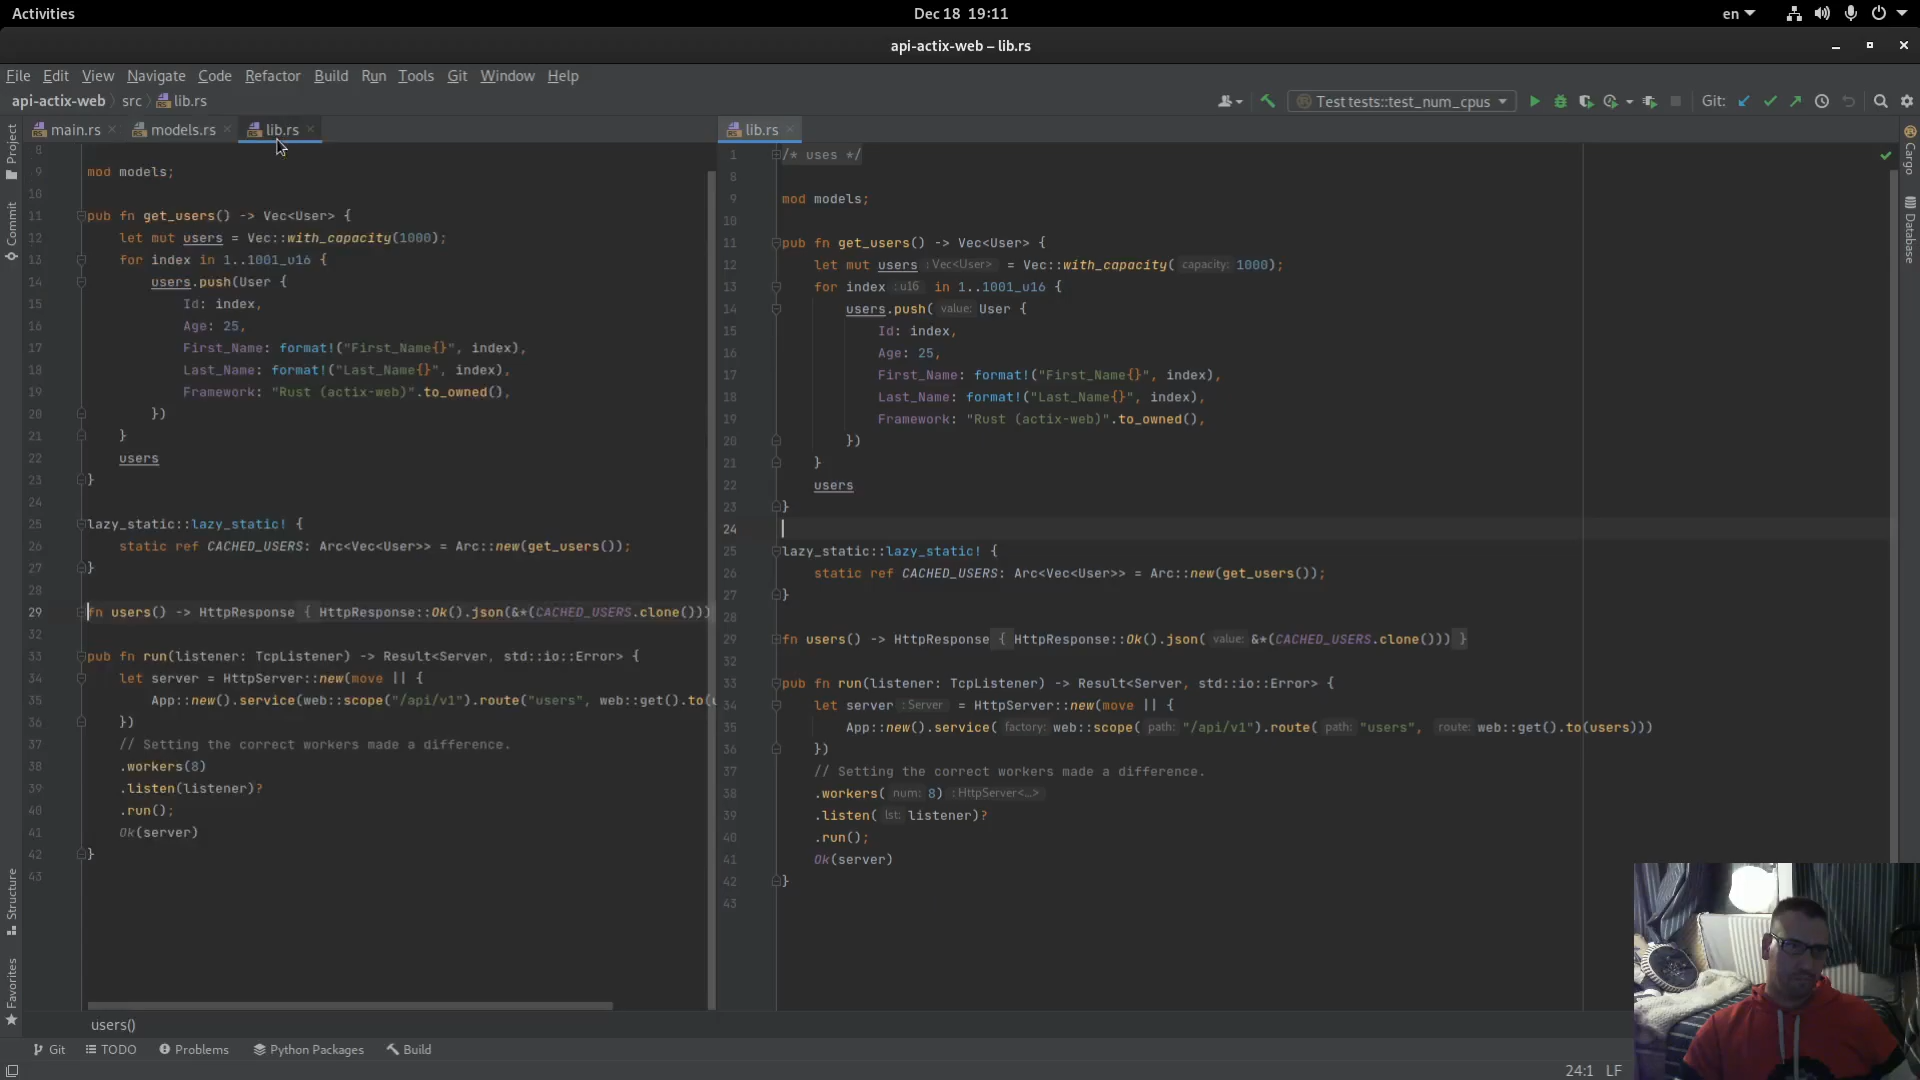 Activities
Dec 18 19:11
en
api-actix-web – lib.rs
File Edit View Navigate Code Refactor Build Run Tools Git Window Help
api-actix-web src lib.rs
Test tests::test_num_cpus
Git:
main.rs models.rs lib.rs
8
9 mod models;
10
11 pub fn get_users() -> Vec<User> {
12 let mut users = Vec::with_capacity(1000);
13 for index in 1..1001_u16 {
14 users.push(User {
15 Id: index,
16 Age: 25,
17 First_Name: format!("First_Name{}", index),
18 Last_Name: format!("Last_Name{}", index),
19 Framework: "Rust (actix-web)".to_owned(),
20 })
21 }
22 users
23 }
24
25 lazy_static::lazy_static! {
26 static ref CACHED_USERS: Arc<Vec<User>> = Arc::new(get_users());
27 }
28
29 fn users() -> HttpResponse { HttpResponse::Ok().json(&*(CACHED_USERS.clone()))
32
33 pub fn run(listener: TcpListener) -> Result<Server, std::io::Error> {
34 let server = HttpServer::new(move || {
35 App::new().service(web::scope("/api/v1").route("users", web::get().to(
36 })
37 // Setting the correct workers made a difference.
38 .workers(8)
39 .listen(listener)?
40 .run();
41 Ok(server)
42 }
43
users()
lib.rs
1 /* uses */
8
9 mod models;
10
11 pub fn get_users() -> Vec<User> {
12 let mut users : Vec<User> = Vec::with_capacity( capacity: 1000);
13 for index : u16 in 1..1001_u16 {
14 users.push( value: User {
15 Id: index,
16 Age: 25,
17 First_Name: format!("First_Name{}", index),
18 Last_Name: format!("Last_Name{}", index),
19 Framework: "Rust (actix-web)".to_owned(),
20 })
21 }
22 users
23 }
24
25 lazy_static::lazy_static! {
26 static ref CACHED_USERS: Arc<Vec<User>> = Arc::new(get_users());
27 }
28
29 fn users() -> HttpResponse { HttpResponse::Ok().json( value: &*(CACHED_USERS.clone())) }
32
33 pub fn run(listener: TcpListener) -> Result<Server, std::io::Error> {
34 let server : Server = HttpServer::new(move || {
35 App::new().service( factory: web::scope( path: "/api/v1").route( path: "users", route: web::get().to(users)))
36 })
37 // Setting the correct workers made a difference.
38 .workers( num: 8) : HttpServer<...>
39 .listen( lst: listener)?
40 .run();
41 Ok(server)
42 }
43
Project
Commit
Structure
Favorites
Cargo
Database
Git TODO Problems Python Packages Build
24:1 LF